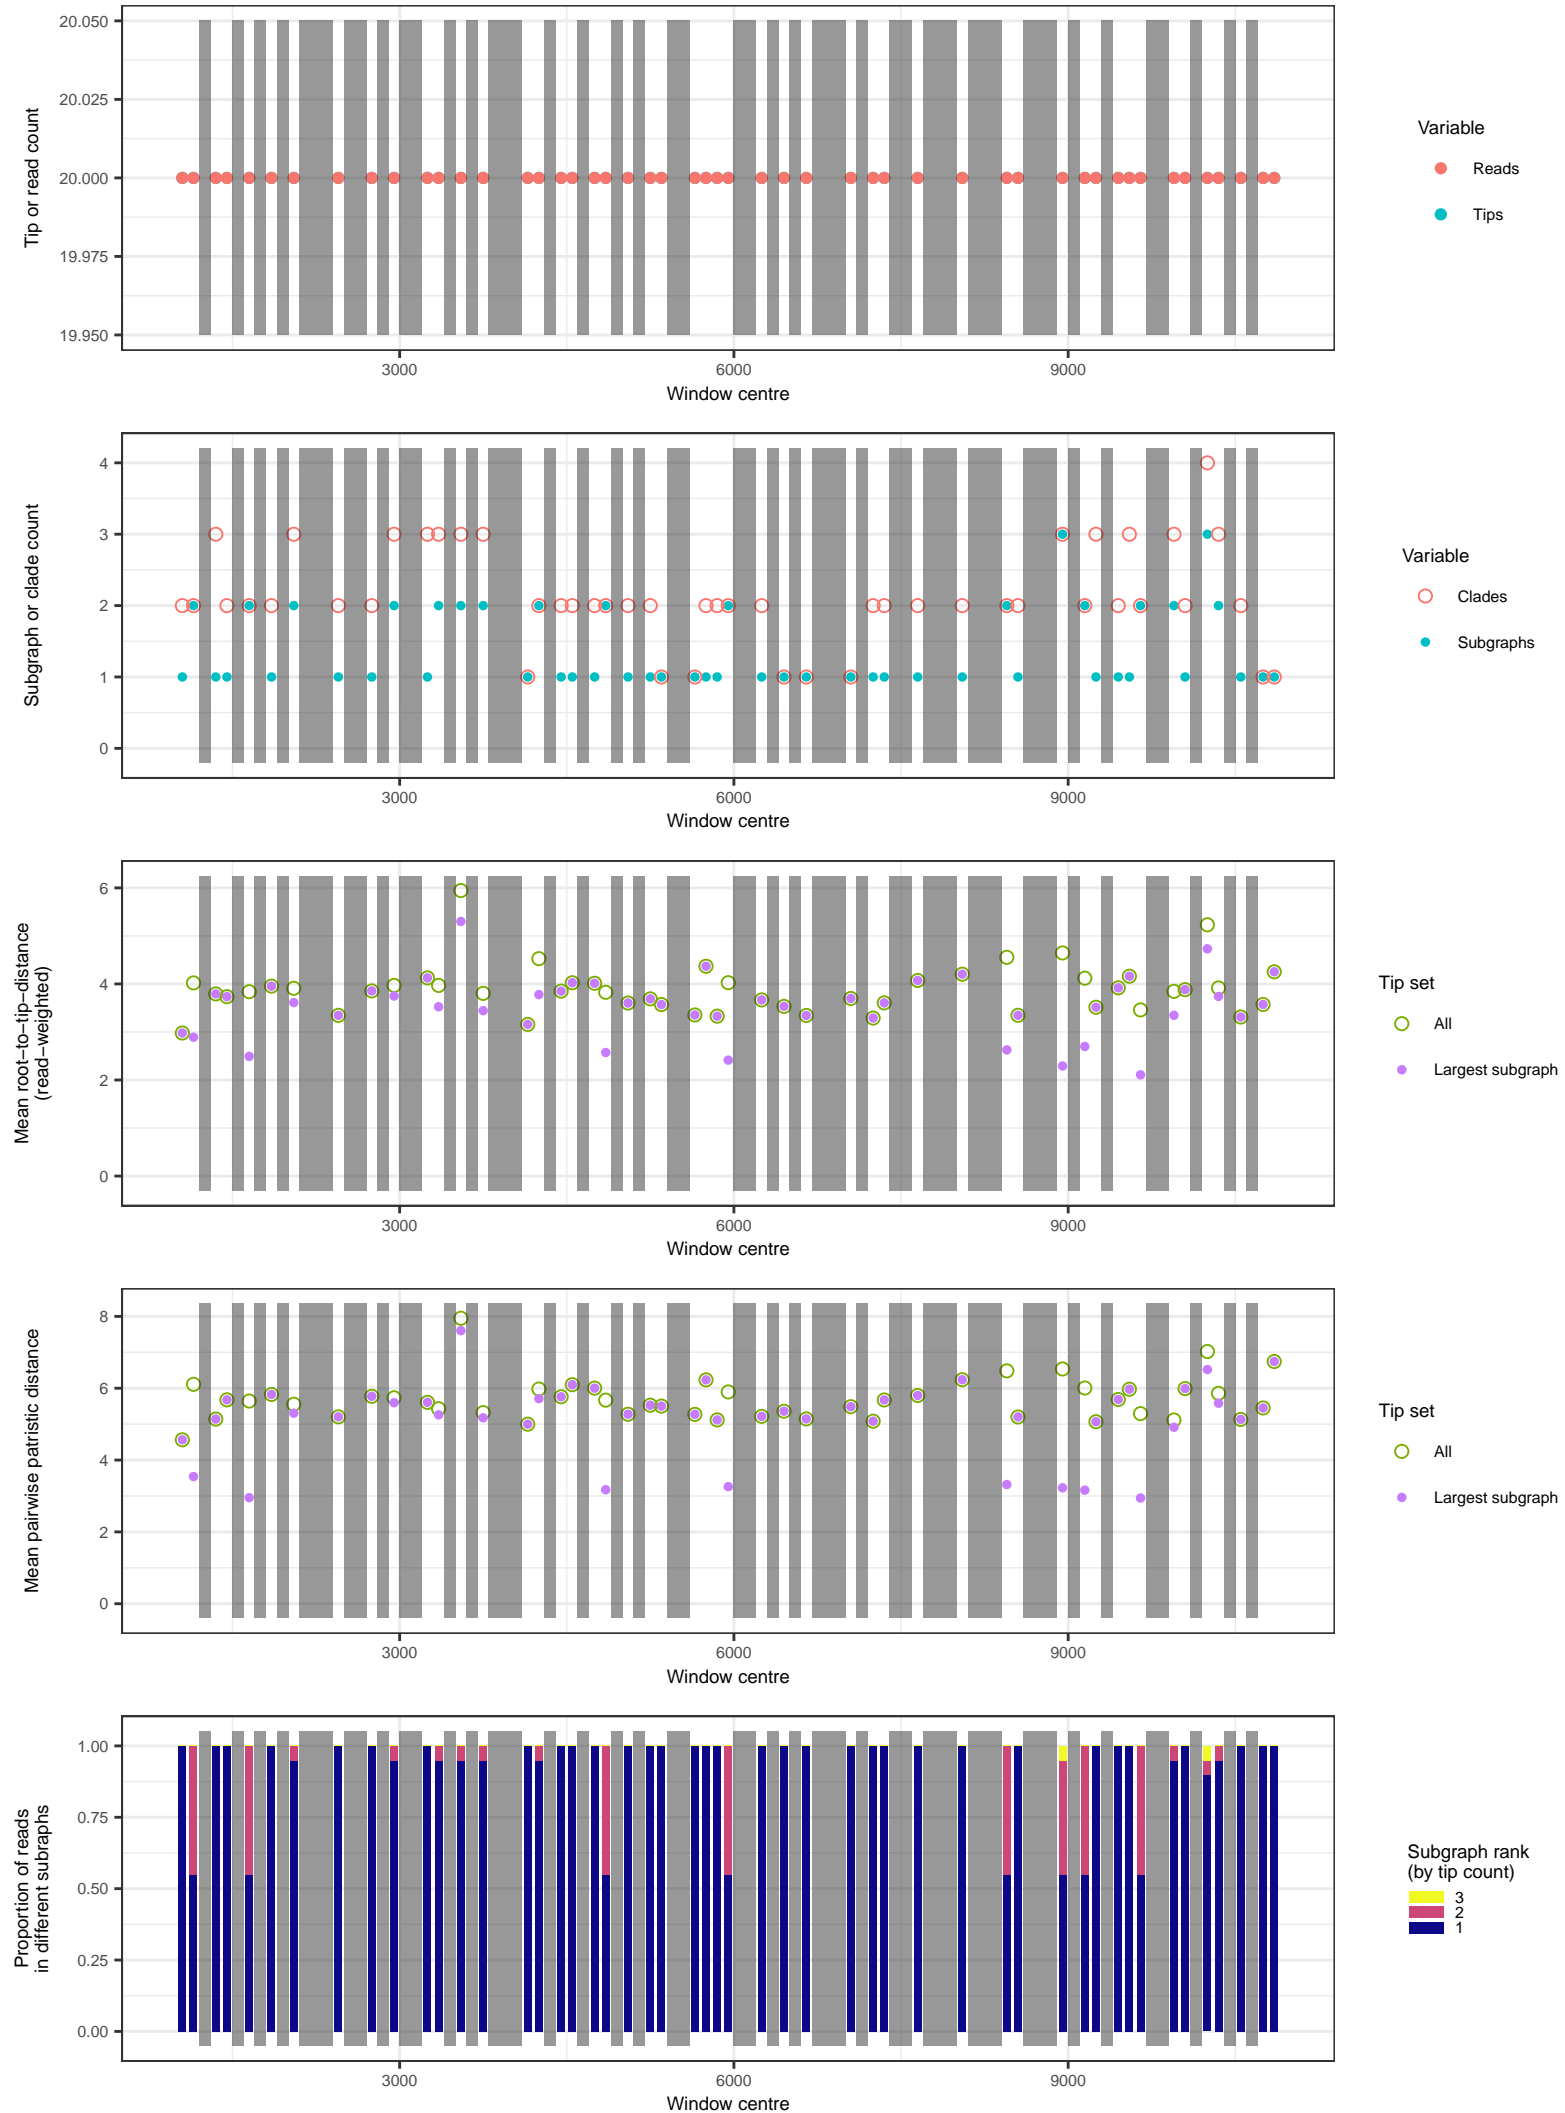 20.050
20.025
20.000
19.975
19.950
Tip or read count
3000 6000 9000
Window centre
Variable
Reads
Tips
4
3
2
1
0
Subgraph or clade count
3000 6000 9000
Window centre
Variable
Clades
Subgraphs
6
4
2
0
Mean root−to−tip−distance
(read−weighted)
3000 6000 9000
Window centre
Tip set
All
Largest subgraph
8
6
4
2
0
Mean pairwise patristic distance
3000 6000 9000
Window centre
Tip set
All
Largest subgraph
1.00
0.75
0.50
0.25
0.00
Proportion of reads
in different subraphs
3000 6000 9000
Window centre
Subgraph rank
(by tip count)
3
2
1